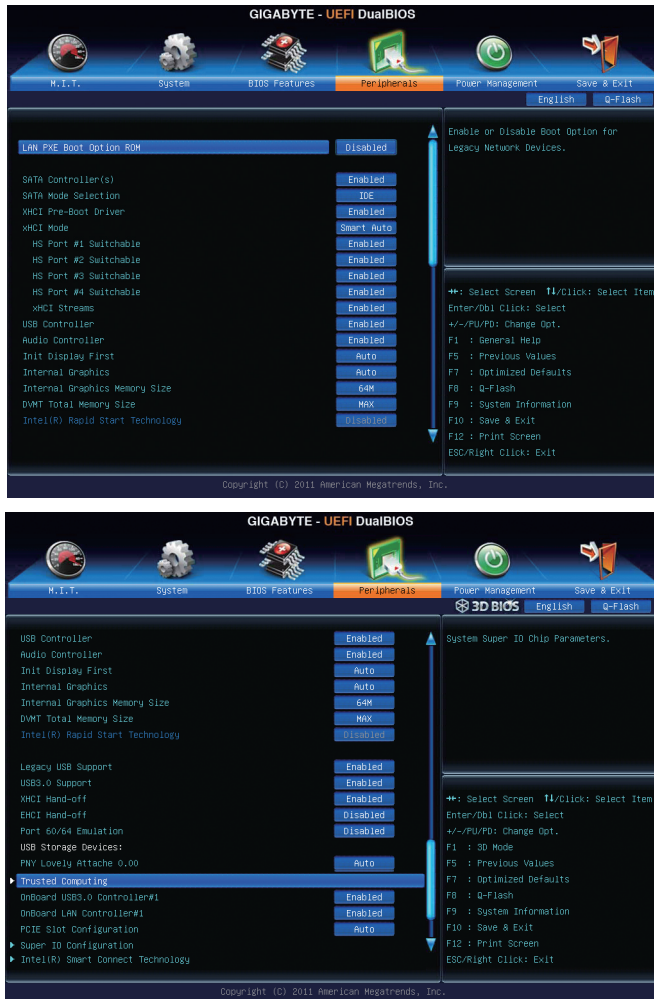 GIGABYTE - UEFI DualBIOS
M.I.T. System BIOS Features Peripherals Power Management Save & Exit
English Q-Flash
LAN PXE Boot Option ROM Disabled
SATA Controller(s) Enabled
SATA Mode Selection IDE
XHCI Pre-Boot Driver Enabled
xHCI Mode Smart Auto
HS Port #1 Switchable Enabled
HS Port #2 Switchable Enabled
HS Port #3 Switchable Enabled
HS Port #4 Switchable Enabled
xHCI Streams Enabled
USB Controller Enabled
Audio Controller Enabled
Init Display First Auto
Internal Graphics Auto
Internal Graphics Memory Size 64M
DVMT Total Memory Size MAX
Intel(R) Rapid Start Technology Disabled
Enable or Disable Boot Option for
Legacy Network Devices.
→←: Select Screen ↑↓/Click: Select Item
Enter/Dbl Click: Select
+/-/PU/PD: Change Opt.
F1 : General Help
F5 : Previous Values
F7 : Optimized Defaults
F8 : Q-Flash
F9 : System Information
F10 : Save & Exit
F12 : Print Screen
ESC/Right Click: Exit
Copyright (C) 2011 American Megatrends, Inc.
GIGABYTE - UEFI DualBIOS
M.I.T. System BIOS Features Peripherals Power Management Save & Exit
3D BIOS English Q-Flash
USB Controller Enabled
Audio Controller Enabled
Init Display First Auto
Internal Graphics Auto
Internal Graphics Memory Size 64M
DVMT Total Memory Size MAX
Intel(R) Rapid Start Technology Disabled
Legacy USB Support Enabled
USB3.0 Support Enabled
XHCI Hand-off Enabled
EHCI Hand-off Disabled
Port 60/64 Emulation Disabled
USB Storage Devices:
PNY Lovely Attache 0.00 Auto
Trusted Computing
OnBoard USB3.0 Controller#1 Enabled
OnBoard LAN Controller#1 Enabled
PCIE Slot Configuration Auto
Super IO Configuration
Intel(R) Smart Connect Technology
System Super IO Chip Parameters.
→←: Select Screen ↑↓/Click: Select Item
Enter/Dbl Click: Select
+/-/PU/PD: Change Opt.
F1 : 3D Mode
F5 : Previous Values
F7 : Optimized Defaults
F8 : Q-Flash
F9 : System Information
F10 : Save & Exit
F12 : Print Screen
ESC/Right Click: Exit
Copyright (C) 2011 American Megatrends, Inc.